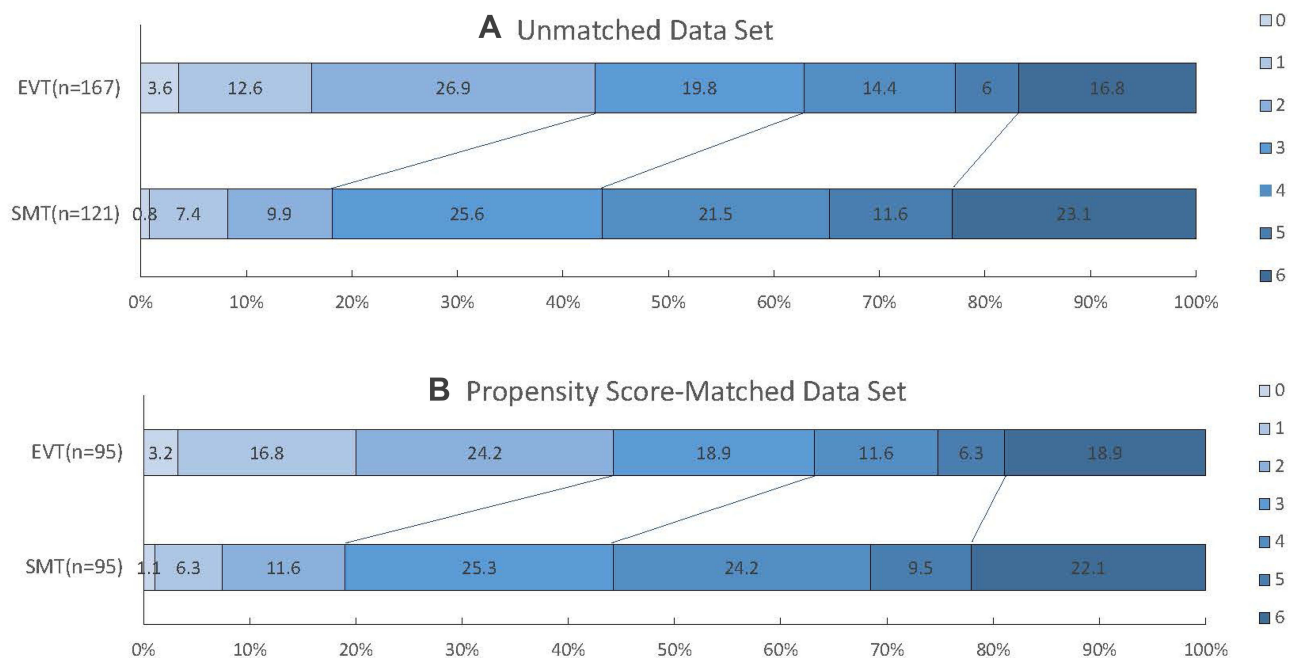 A Unmatched Data Set
EVT(n=167) 3.6 12.6 26.9 19.8 14.4 6 16.8
SMT(n=121) 0.8 7.4 9.9 25.6 21.5 11.6 23.1
0% 10% 20% 30% 40% 50% 60% 70% 80% 90% 100%
0
1
2
3
4
5
6
B Propensity Score-Matched Data Set
EVT(n=95) 3.2 16.8 24.2 18.9 11.6 6.3 18.9
SMT(n=95) 1.1 6.3 11.6 25.3 24.2 9.5 22.1
0% 10% 20% 30% 40% 50% 60% 70% 80% 90% 100%
0
1
2
3
4
5
6